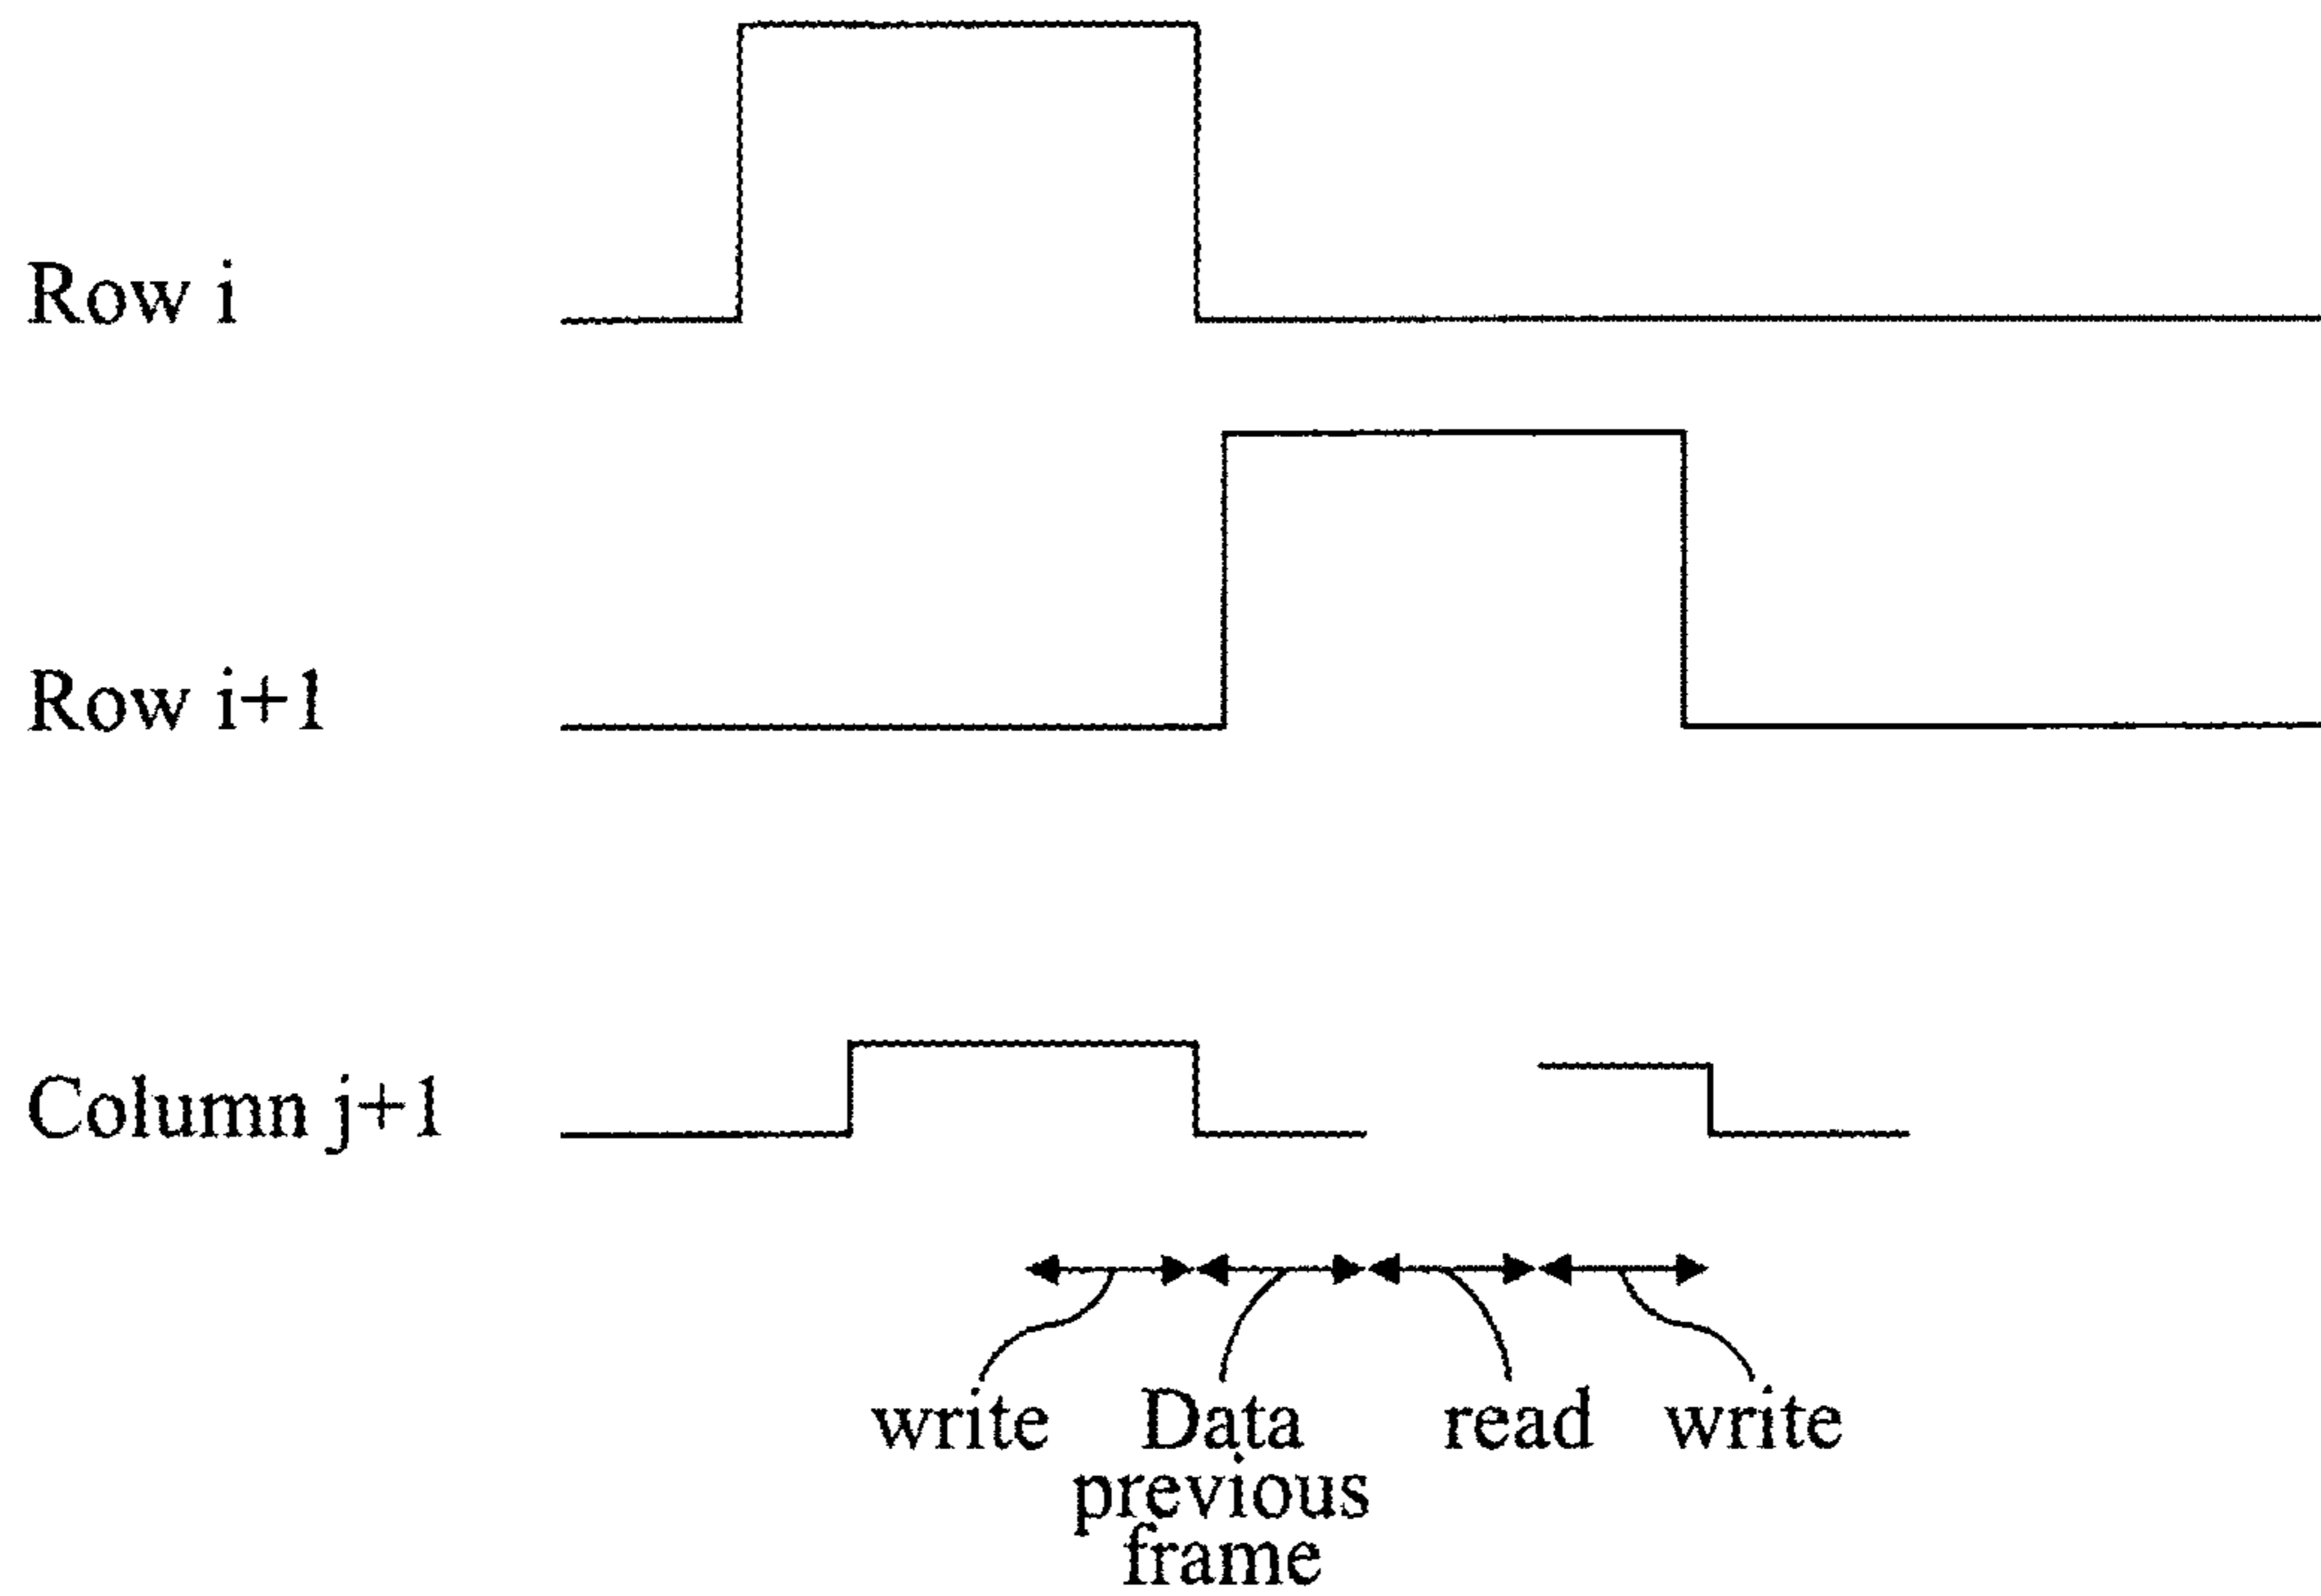 Row i
Row i+1
Column j+1
write Data read write
previous
frame